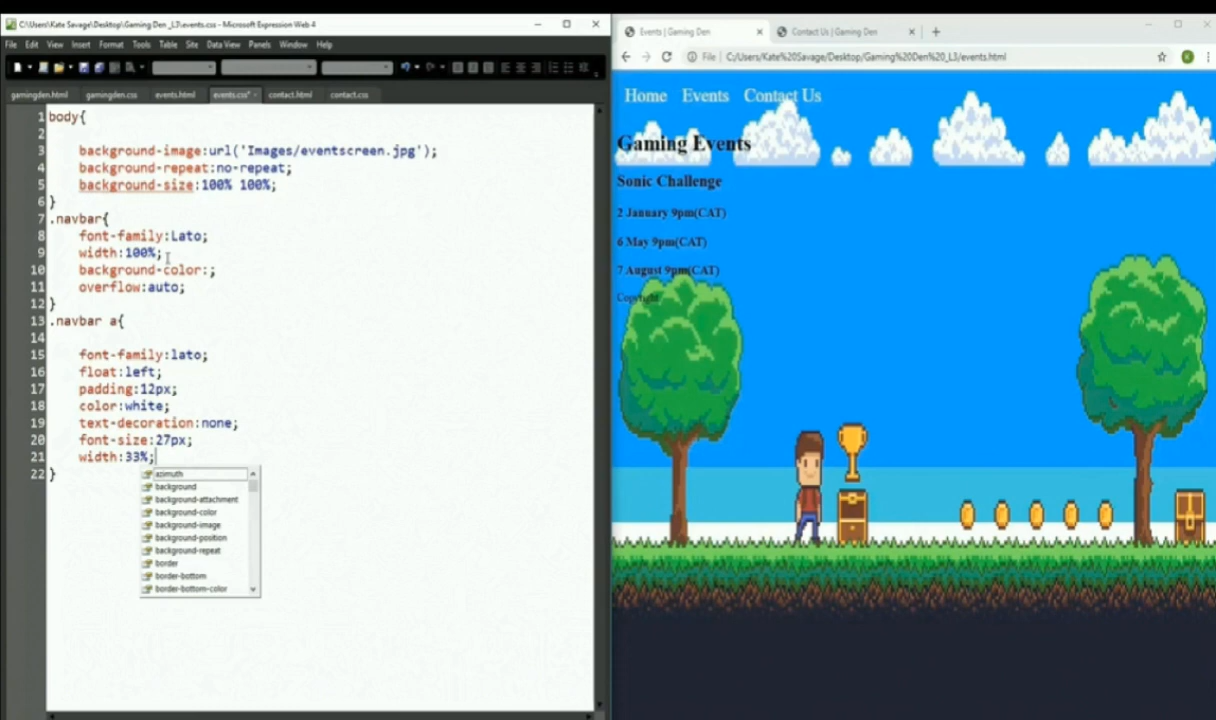 C:\Users\Kate Savage\Desktop\Gaming Den _L3\events.css - Microsoft Expression Web 4
File Edit View Insert Format Tools Table Site Data View Panels Window Help
gamingden.html gamingden.css events.html events.css* contact.html contact.css
1 body{
2
3 background-image:url('Images/eventscreen.jpg');
4 background-repeat:no-repeat;
5 background-size:100% 100%;
6 }
7 .navbar{
8 font-family:Lato;
9 width:100%;
10 background-color:;
11 overflow:auto;
12 }
13 .navbar a{
14
15 font-family:lato;
16 float:left;
17 padding:12px;
18 color:white;
19 text-decoration:none;
20 font-size:27px;
21 width:33%;
22 }
azimuth
background
background-attachment
background-color
background-image
background-position
background-repeat
border
border-bottom
border-bottom-color
Events | Gaming Den
Contact Us | Gaming Den
File | C:/Users/Kate%20Savage/Desktop/Gaming%20Den%20_L3/events.html
Home Events Contact Us
Gaming Events
Sonic Challenge
2 January 9pm(CAT)
6 May 9pm(CAT)
7 August 9pm(CAT)
Copyright